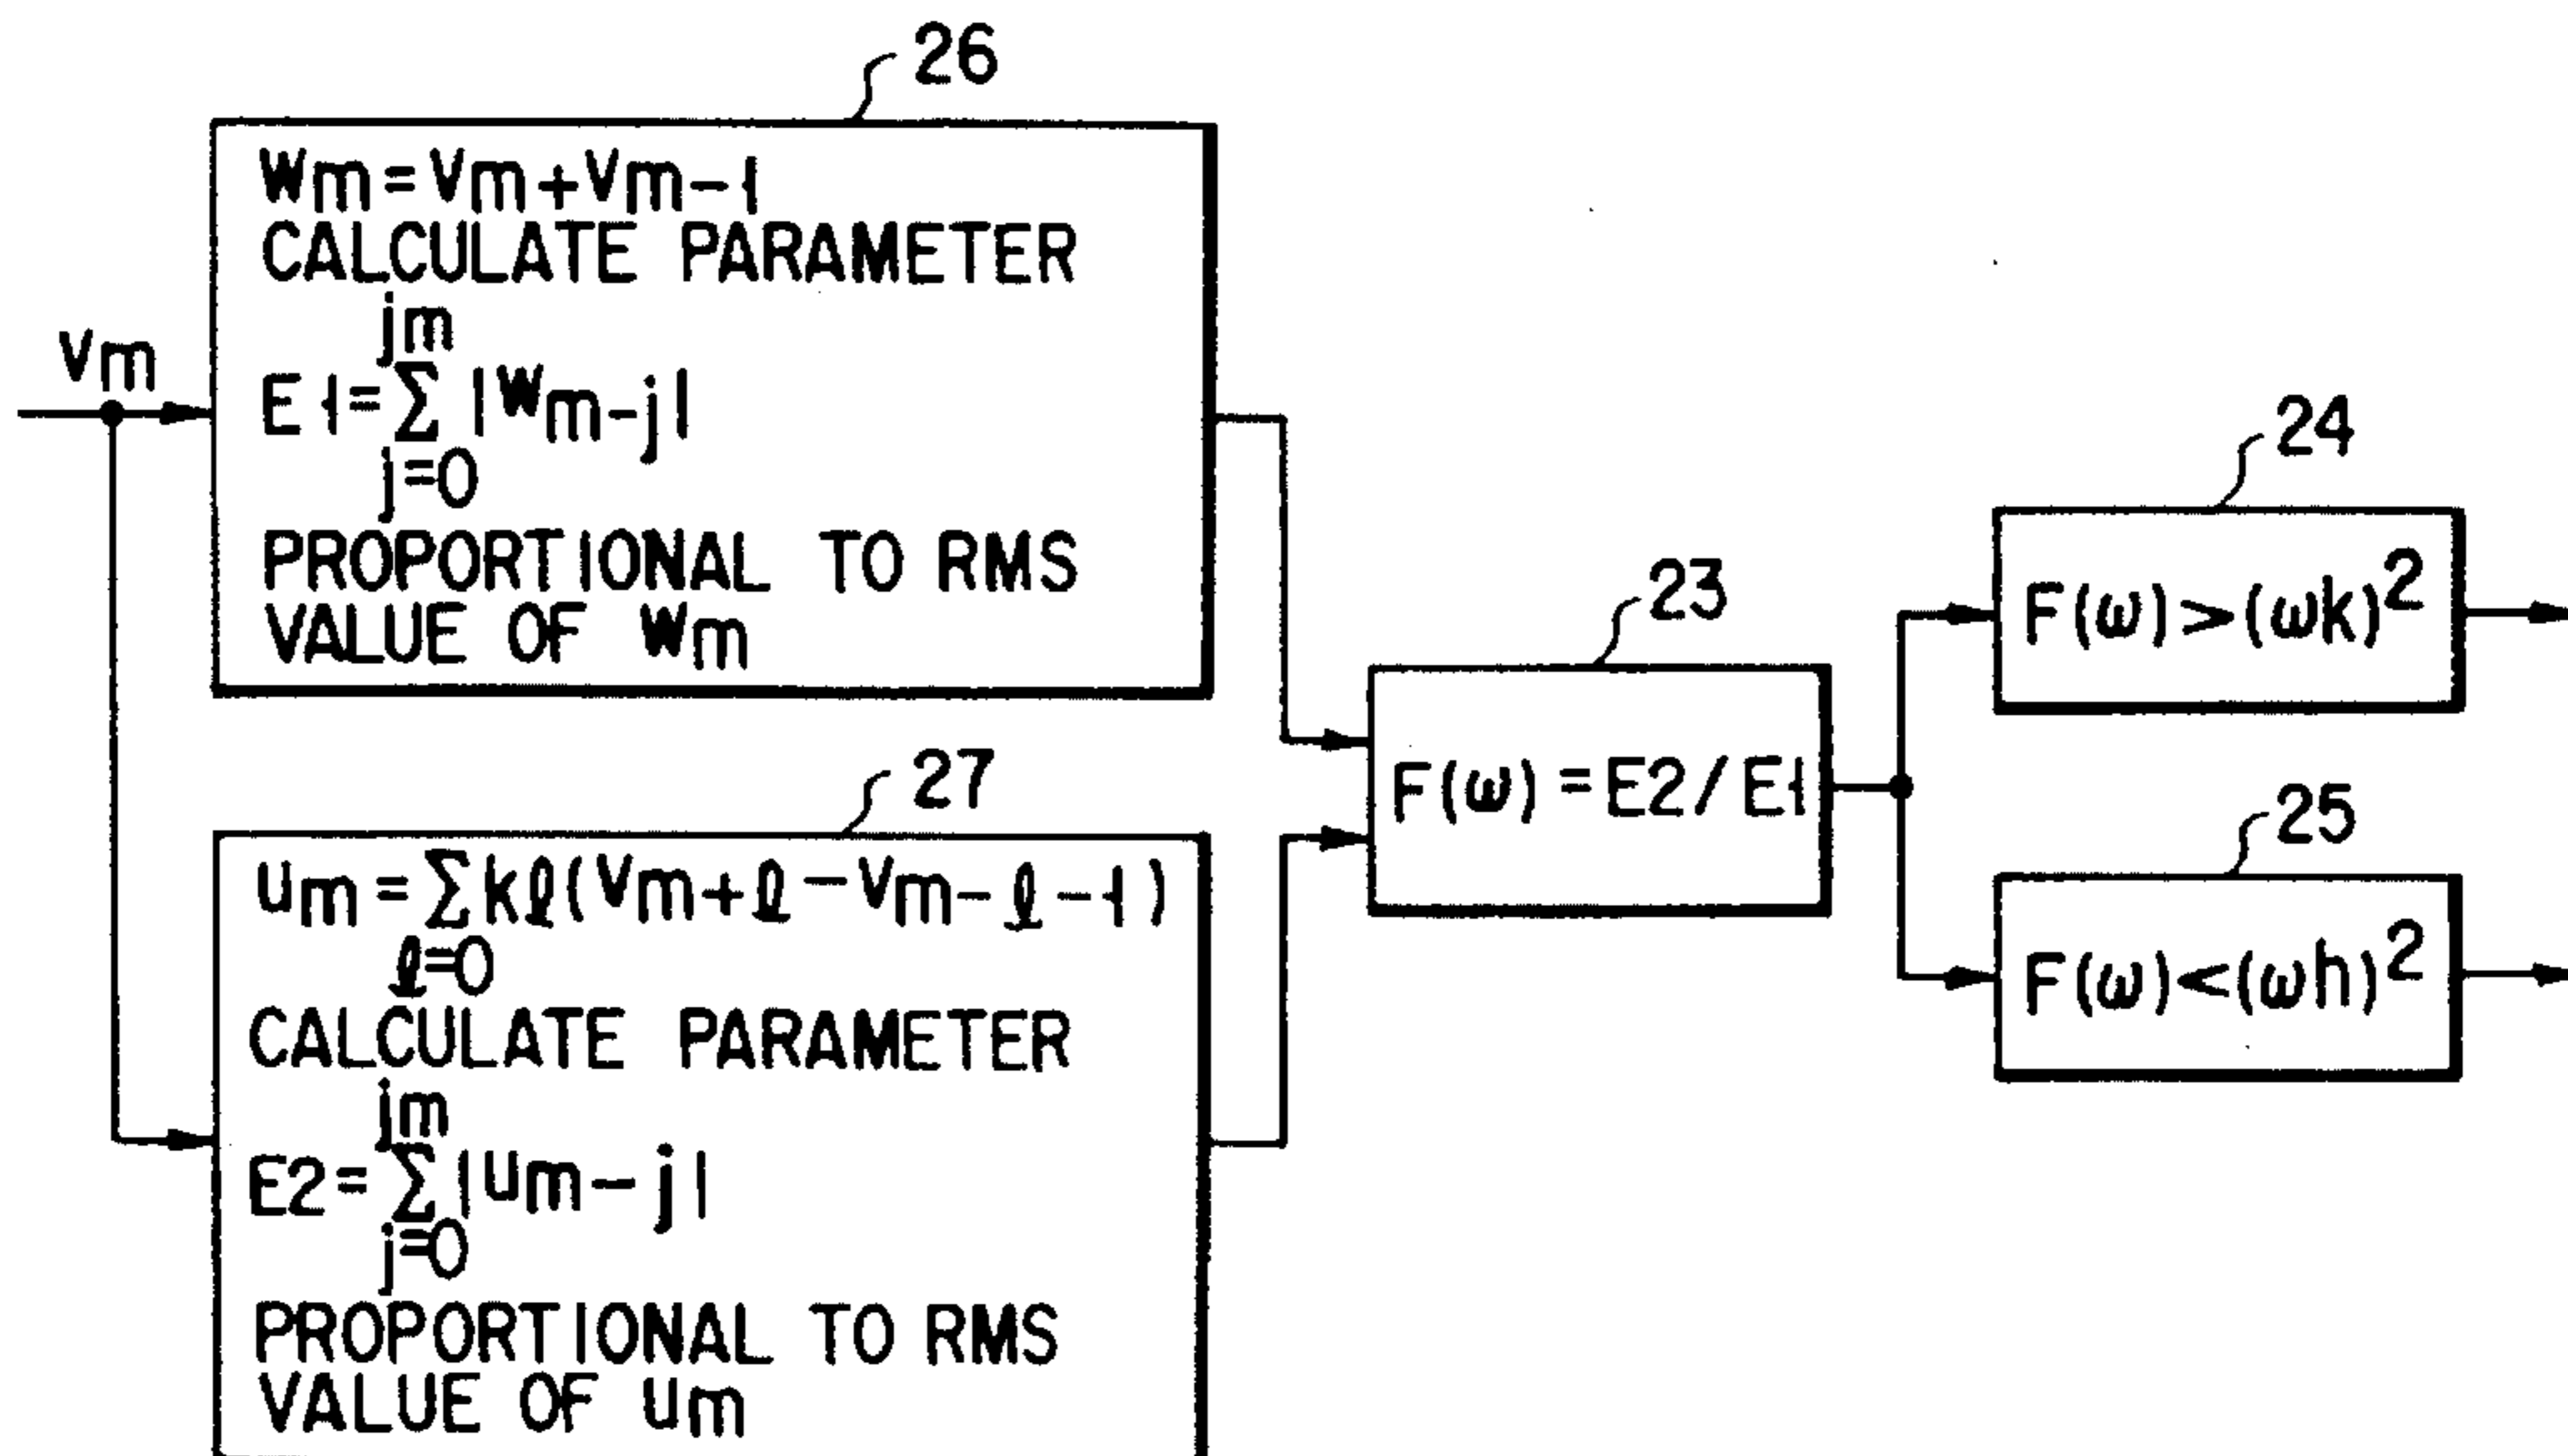 26
Wm=Vm+Vm-1
CALCULATE PARAMETER
jm
Vm
E1=Σ|Wm-j|
j=0
PROPORTIONAL TO RMS
VALUE OF Wm
27
um=Σkℓ(Vm+ℓ-Vm-ℓ-1)
ℓ=0
CALCULATE PARAMETER
jm
E2=Σ|um-j|
j=0
PROPORTIONAL TO RMS
VALUE OF um
23
F(ω)=E2/E1
24
F(ω)>(ωk)2
25
F(ω)<(ωh)2